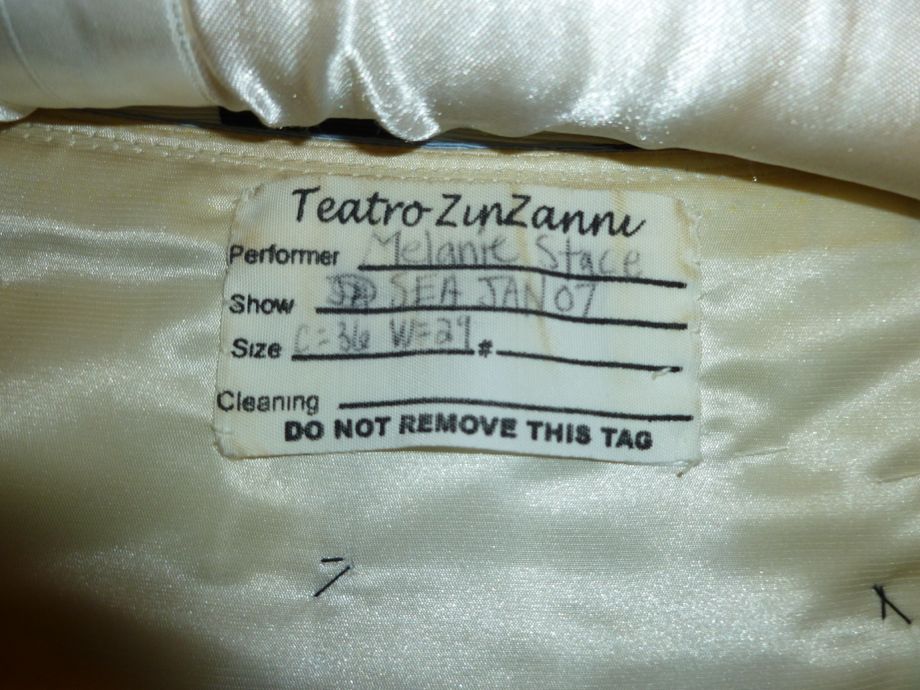 Teatro ZinZanni
Performer Melanie Stace
Show SEA JAN 07
Size C=36 W=29 #
Cleaning
DO NOT REMOVE THIS TAG